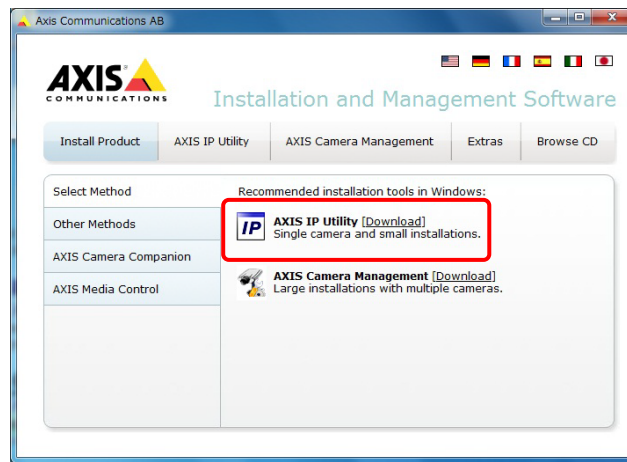 Axis Communications AB
AXIS
COMMUNICATIONS
Installation and Management Software
Install Product
AXIS IP Utility
AXIS Camera Management
Extras
Browse CD
Select Method
Other Methods
AXIS Camera Companion
AXIS Media Control
Recommended installation tools in Windows:
IP
AXIS IP Utility [Download]
Single camera and small installations.
AXIS Camera Management [Download]
Large installations with multiple cameras.